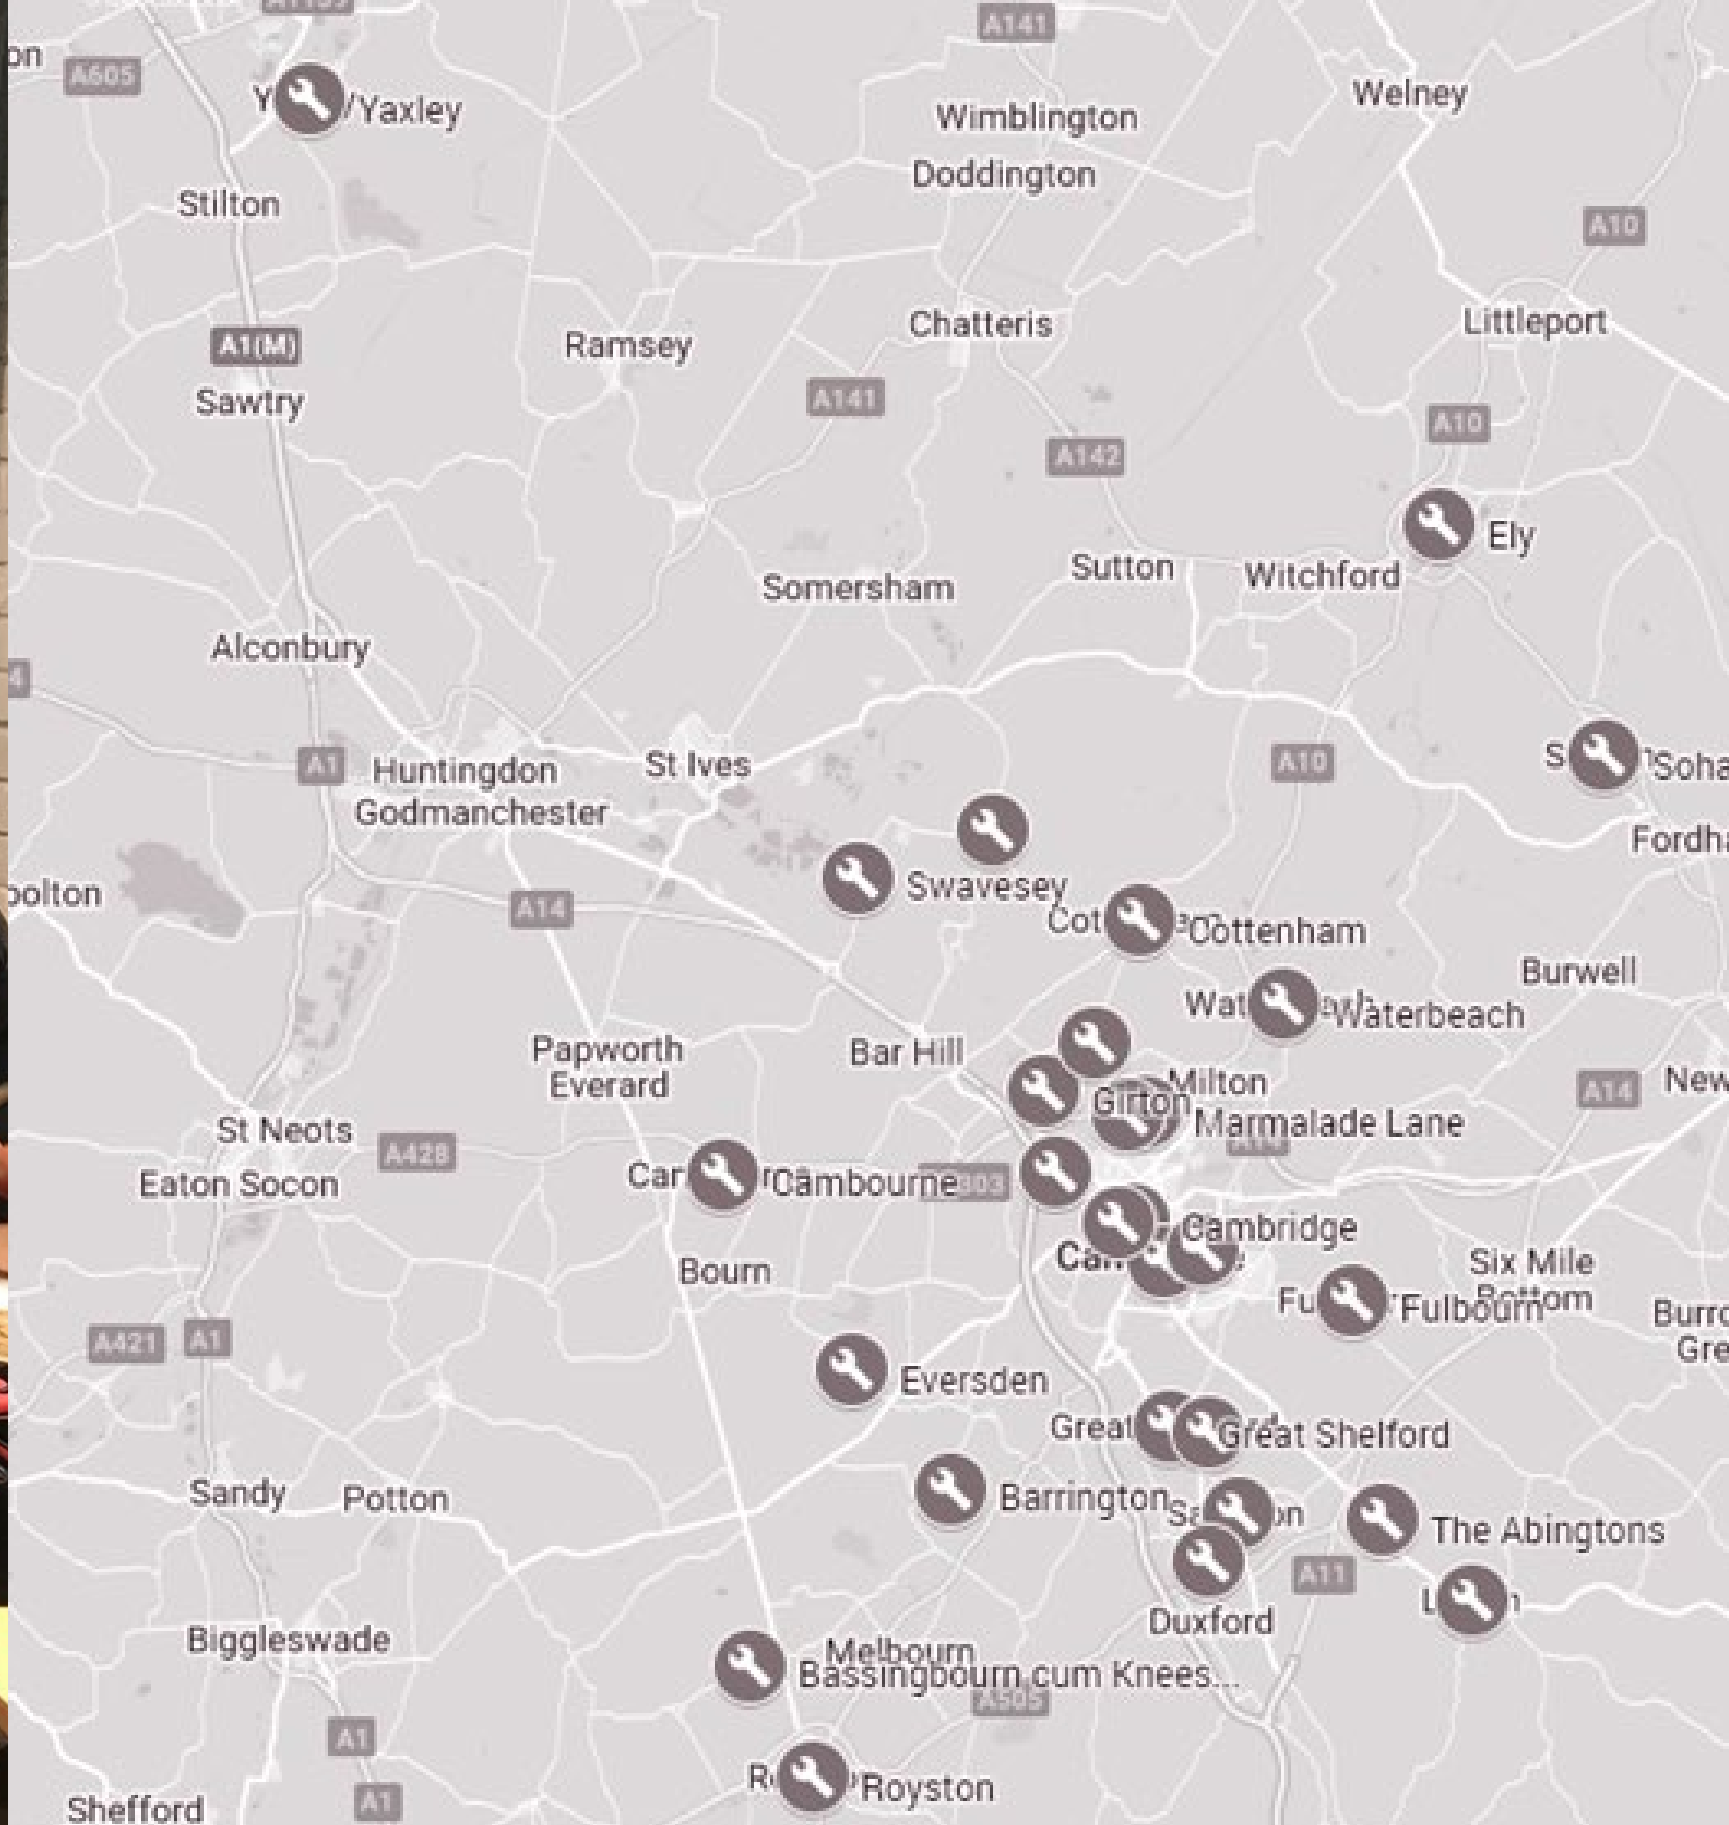 A605
Yaxley
A141
Wimblington
Welney
Doddington
Stilton
A10
Chatteris
Littleport
A1(M)
Ramsey
Sawtry
A141
A10
A142
Ely
Sutton
Witchford
Somersham
Alconbury
A1
Huntingdon
St Ives
A10
Godmanchester
Swavesey
A14
Cottenham
Burwell
Waterbeach
Papworth
Everard
Bar Hill
Milton
A14
Girton
Marmalade Lane
St Neots
A428
Eaton Socon
Cambourne
Cambridge
Bourn
Six Mile
Bottom
Fulbourn
A421
A1
Eversden
Great Shelford
Sandy
Potton
Barrington
The Abingtons
A11
Duxford
Biggleswade
Melbourn
Bassingbourn cum Knees...
A505
A1
Royston
Shefford
A1